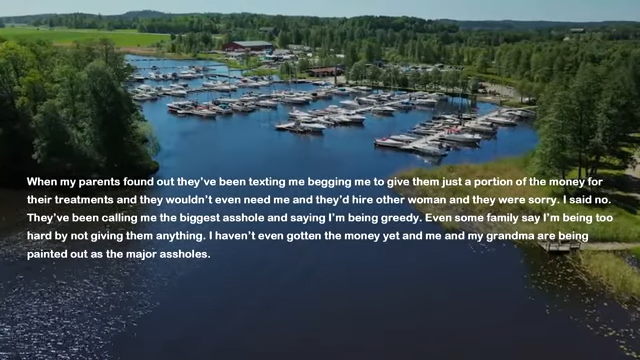 When my parents found out they've been texting me begging me to give them just a portion of the money for
their treatments and they wouldn't even need me and they'd hire other woman and they were sorry. I said no.
They've been calling me the biggest asshole and saying I'm being greedy. Even some family say I'm being too
hard by not giving them anything. I haven't even gotten the money yet and me and my grandma are being
painted out as the major assholes.